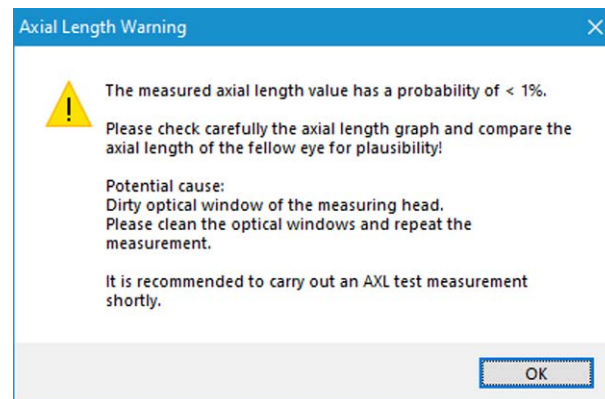 Axial Length Warning
The measured axial length value has a probability of < 1%.
Please check carefully the axial length graph and compare the
axial length of the fellow eye for plausibility!
Potential cause:
Dirty optical window of the measuring head.
Please clean the optical windows and repeat the
measurement.
It is recommended to carry out an AXL test measurement
shortly.
OK